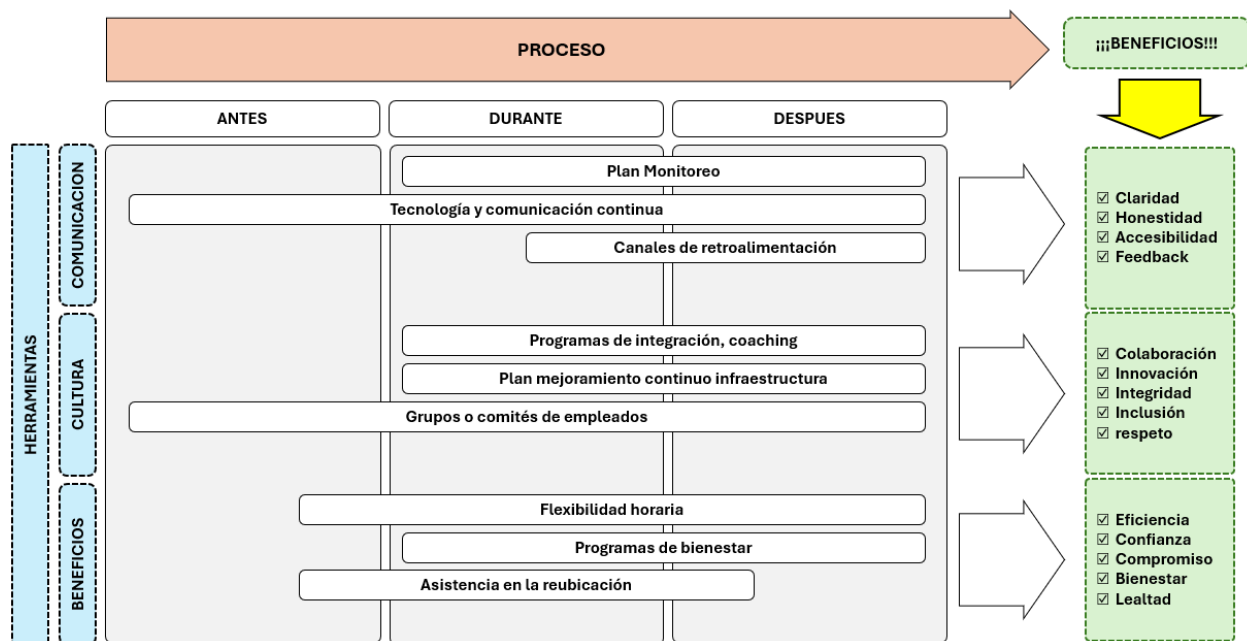 PROCESO
¡¡¡BENEFICIOS!!!
ANTES
DURANTE
DESPUES
HERRAMIENTAS
COMUNICACION
Plan Monitoreo
Tecnología y comunicación continua
Canales de retroalimentación
☑ Claridad
☑ Honestidad
☑ Accesibilidad
☑ Feedback
CULTURA
Programas de integración, coaching
Plan mejoramiento continuo infraestructura
Grupos o comités de empleados
☑ Colaboración
☑ Innovación
☑ Integridad
☑ Inclusión
☑ respeto
BENEFICIOS
Flexibilidad horaria
Programas de bienestar
Asistencia en la reubicación
☑ Eficiencia
☑ Confianza
☑ Compromiso
☑ Bienestar
☑ Lealtad